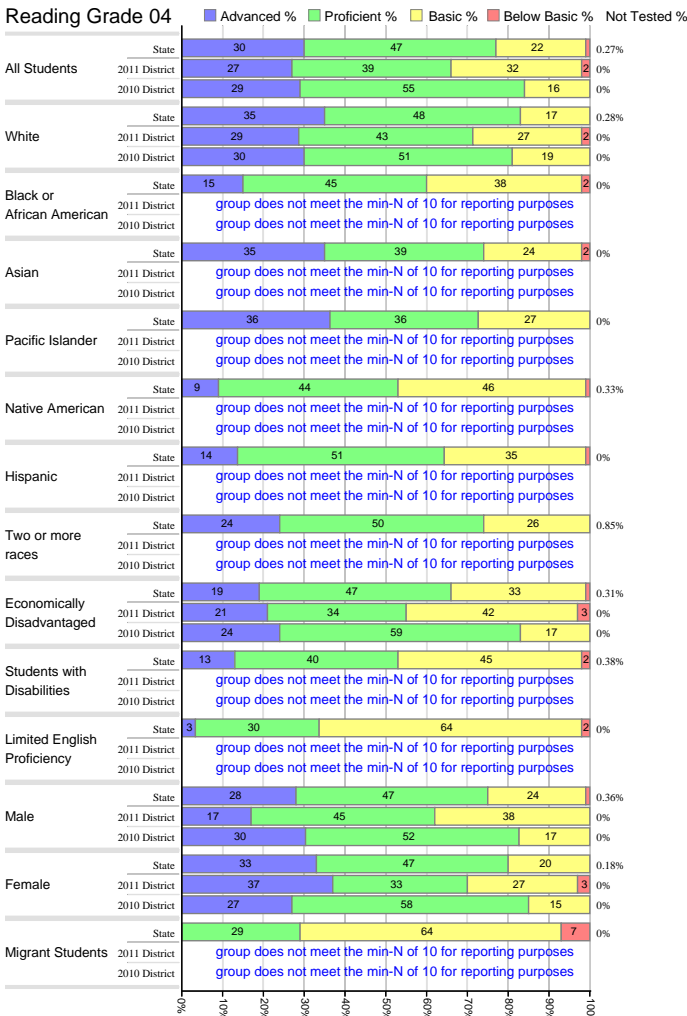 Reading Grade 04 Advanced % Proficient % Basic % Below Basic % Not Tested %
State 30 47 22 0.27%
All Students 2011 District 27 39 32 2 0%
2010 District 29 55 16 0%
State 35 48 17 0.28%
White 2011 District 29 43 27 2 0%
2010 District 30 51 19 0%
State 15 45 38 2 0%
Black or
African American 2011 District group does not meet the min-N of 10 for reporting purposes
2010 District group does not meet the min-N of 10 for reporting purposes
State 35 39 24 2 0%
Asian 2011 District group does not meet the min-N of 10 for reporting purposes
2010 District group does not meet the min-N of 10 for reporting purposes
State 36 36 27 0%
Pacific Islander 2011 District group does not meet the min-N of 10 for reporting purposes
2010 District group does not meet the min-N of 10 for reporting purposes
State 9 44 46 0.33%
Native American 2011 District group does not meet the min-N of 10 for reporting purposes
2010 District group does not meet the min-N of 10 for reporting purposes
State 14 51 35 0%
Hispanic 2011 District group does not meet the min-N of 10 for reporting purposes
2010 District group does not meet the min-N of 10 for reporting purposes
State 24 50 26 0.85%
Two or more
races 2011 District group does not meet the min-N of 10 for reporting purposes
2010 District group does not meet the min-N of 10 for reporting purposes
State 19 47 33 0.31%
Economically
Disadvantaged 2011 District 21 34 42 3 0%
2010 District 24 59 17 0%
State 13 40 45 2 0.38%
Students with
Disabilities 2011 District group does not meet the min-N of 10 for reporting purposes
2010 District group does not meet the min-N of 10 for reporting purposes
State 3 30 64 2 0%
Limited English
Proficiency 2011 District group does not meet the min-N of 10 for reporting purposes
2010 District group does not meet the min-N of 10 for reporting purposes
State 28 47 24 0.36%
Male 2011 District 17 45 38 0%
2010 District 30 52 17 0%
State 33 47 20 0.18%
Female 2011 District 37 33 27 3 0%
2010 District 27 58 15 0%
State 29 64 7 0%
Migrant Students 2011 District group does not meet the min-N of 10 for reporting purposes
2010 District group does not meet the min-N of 10 for reporting purposes
0% 10% 20% 30% 40% 50% 60% 70% 80% 90% 100